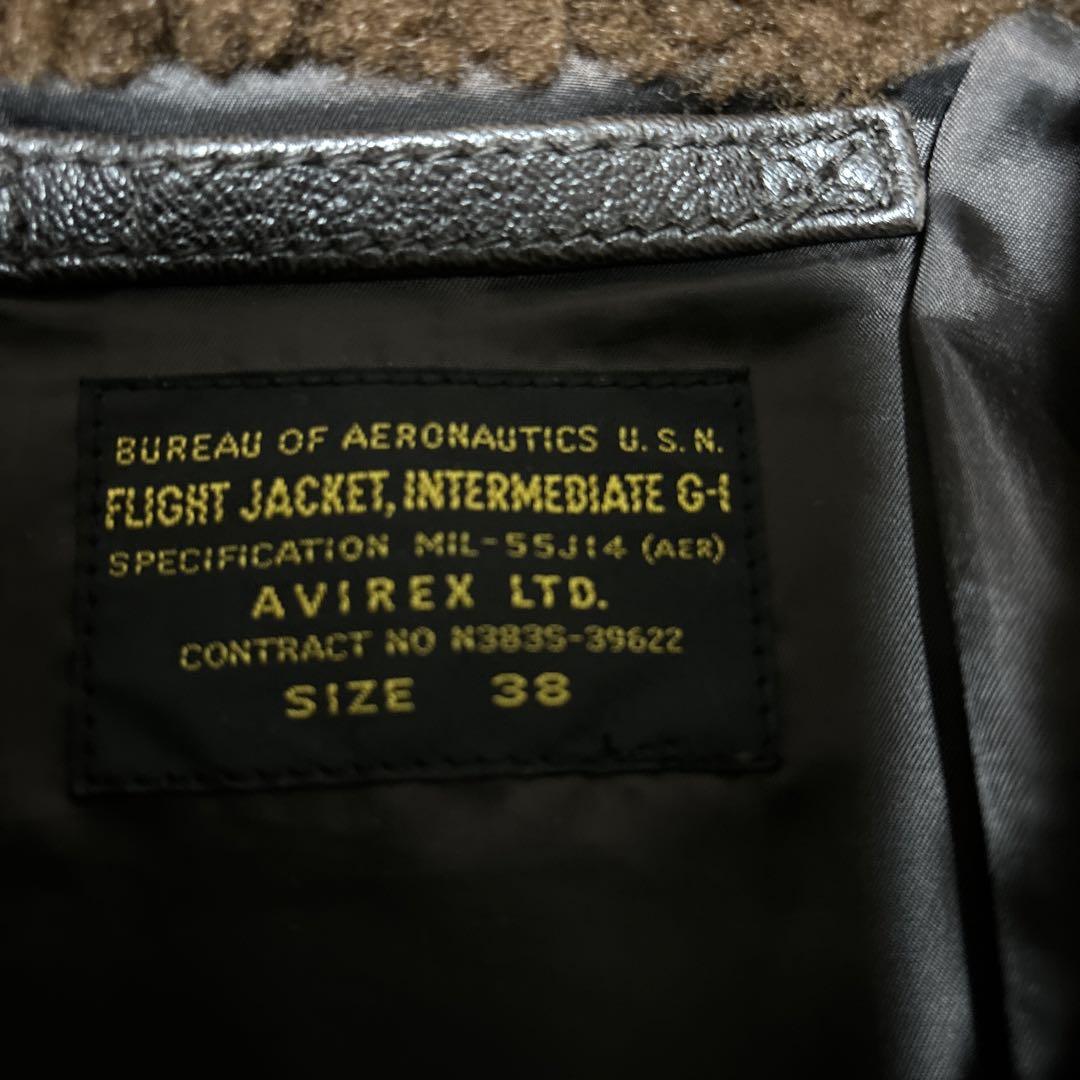 BUREAU OF AERONAUTICS U.S.N.
FLIGHT JACKET, INTERMEDIATE G-1
SPECIFICATION MIL-55J14 (AER)
AVIREX LTD.
CONTRACT NO N383S-39622
SIZE 38